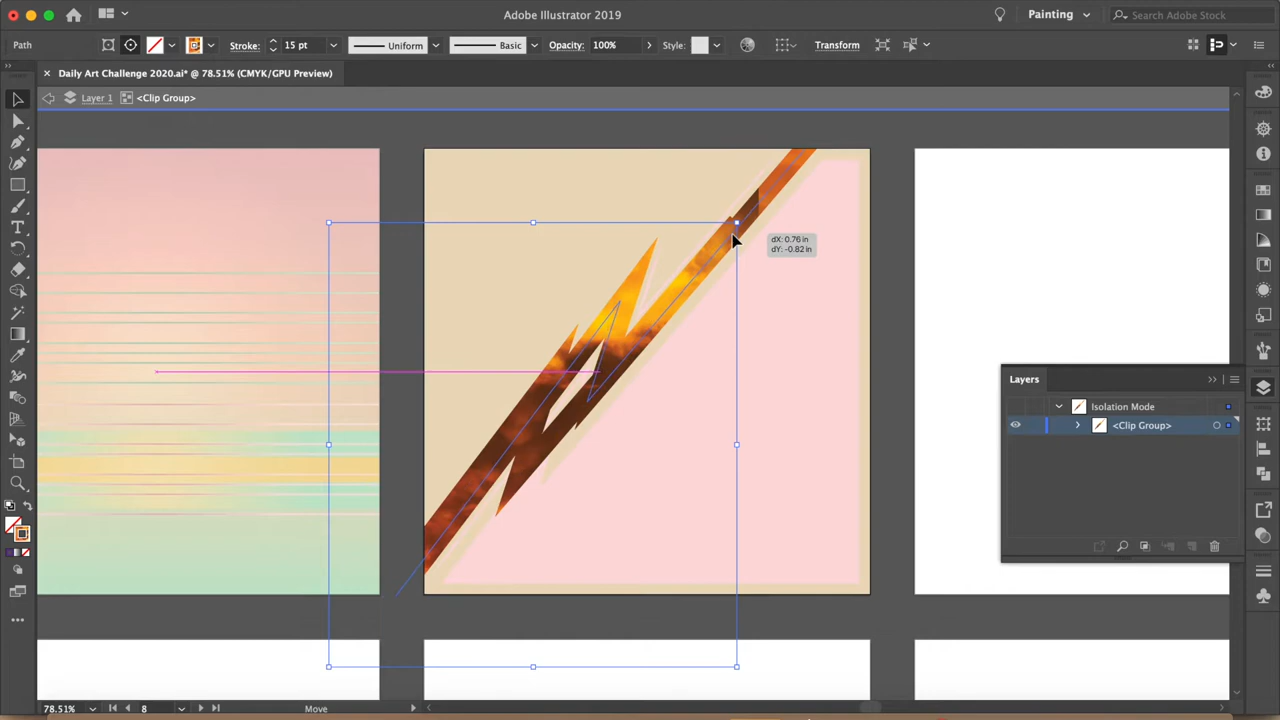 Adobe Illustrator 2019
Painting
Search Adobe Stock
Path
Stroke:
15 pt
Uniform
Basic
Opacity:
100%
Style:
Transform
Daily Art Challenge 2020.ai* @ 78.51% (CMYK/GPU Preview)
Layer 1
<Clip Group>
dX: 0.76 in
dY: -0.82 in
Layers
Isolation Mode
<Clip Group>
78.51%
8
Move